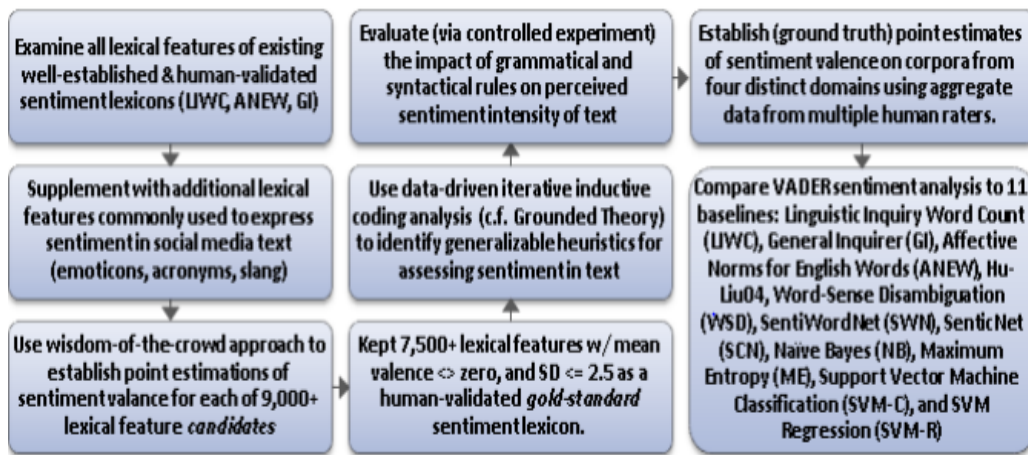 Examine all lexical features of existing
well-established & human-validated
sentiment lexicons (LIWC, ANEW, GI)
Supplement with additional lexical
features commonly used to express
sentiment in social media text
(emoticons, acronyms, slang)
Use wisdom-of-the-crowd approach to
establish point estimations of
sentiment valance for each of 9,000+
lexical feature candidates
Kept 7,500+ lexical features w/ mean
valence <> zero, and SD <= 2.5 as a
human-validated gold-standard
sentiment lexicon.
Use data-driven iterative inductive
coding analysis (c.f. Grounded Theory)
to identify generalizable heuristics for
assessing sentiment in text
Evaluate (via controlled experiment)
the impact of grammatical and
syntactical rules on perceived
sentiment intensity of text
Establish (ground truth) point estimates
of sentiment valence on corpora from
four distinct domains using aggregate
data from multiple human raters.
Compare VADER sentiment analysis to 11
baselines: Linguistic Inquiry Word Count
(LIWC), General Inquirer (GI), Affective
Norms for English Words (ANEW), Hu-
Liu04, Word-Sense Disambiguation
(WSD), SentiWordNet (SWN), SenticNet
(SCN), Naïve Bayes (NB), Maximum
Entropy (ME), Support Vector Machine
Classification (SVM-C), and SVM
Regression (SVM-R)